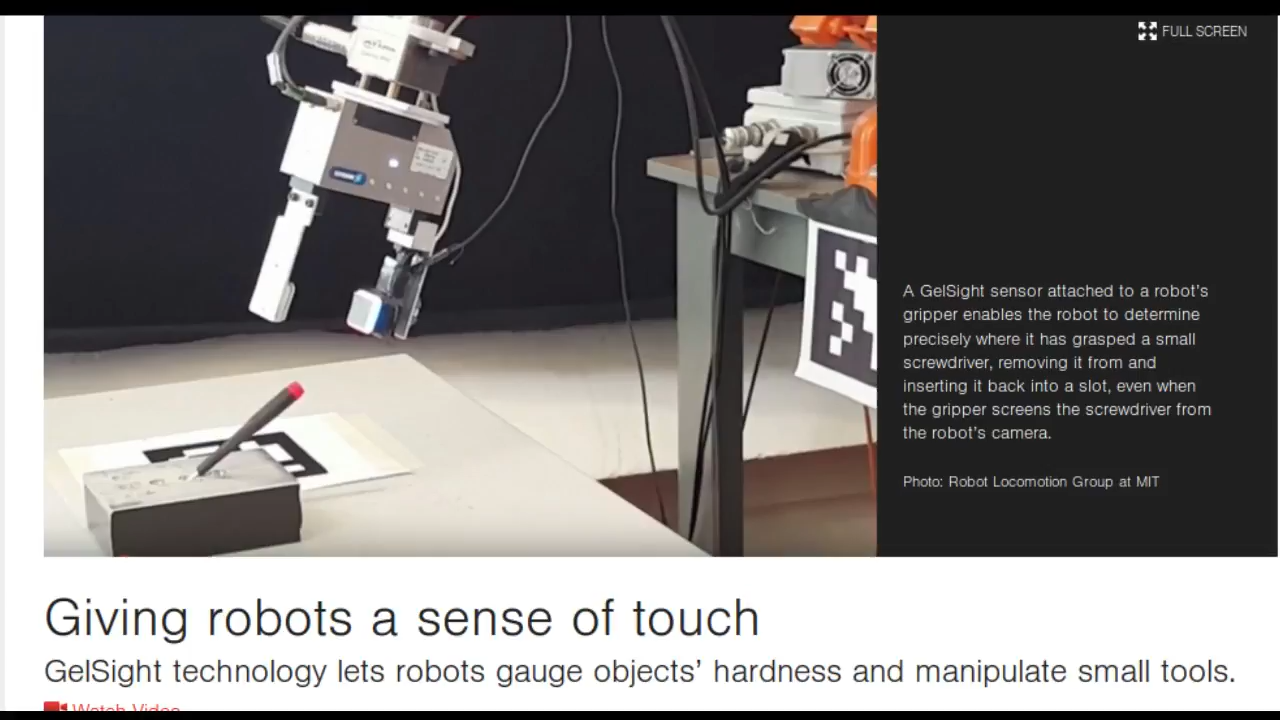 FULL SCREEN
A GelSight sensor attached to a robot's
gripper enables the robot to determine
precisely where it has grasped a small
screwdriver, removing it from and
inserting it back into a slot, even when
the gripper screens the screwdriver from
the robot's camera.
Photo: Robot Locomotion Group at MIT
Giving robots a sense of touch
GelSight technology lets robots gauge objects' hardness and manipulate small tools.
Watch Video